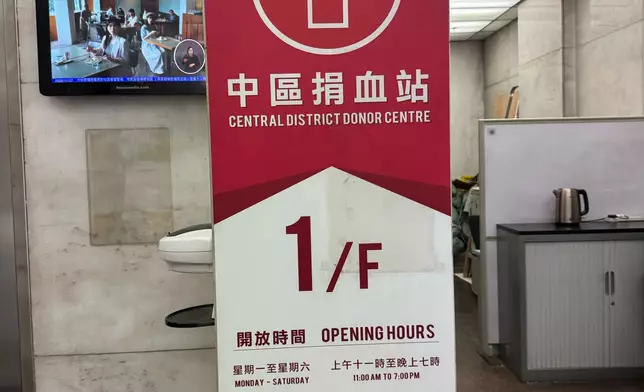 中區捐血站
CENTRAL DISTRICT DONOR CENTRE
1/F
開放時間 OPENING HOURS
星期一至星期六 上午十一時至晚上七時
MONDAY - SATURDAY 11:00 AM TO 7:00 PM